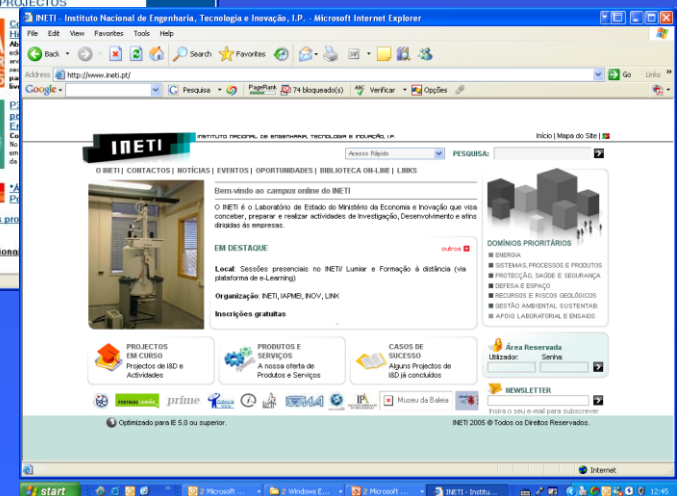 PROJECTOS
INETI - Instituto Nacional de Engenharia, Tecnologia e Inovação, I.P. - Microsoft Internet Explorer
File Edit View Favorites Tools Help
Back Search Favorites
Address http://www.ineti.pt/ Go Links »
Google Pesquisa PageRank 74 bloqueado(s) Verificar Opções
INETI
INSTITUTO NACIONAL DE ENGENHARIA, TECNOLOGIA E INOVAÇÃO, I.P.
Início | Mapa do Site |
Acesso Rápido PESQUISA:
O INETI | CONTACTOS | NOTÍCIAS | EVENTOS | OPORTUNIDADES | BIBLIOTECA ON-LINE | LINKS
Bem-vindo ao campus online do INETI
O INETI é o Laboratório de Estado do Ministério da Economia e Inovação que visa
conceber, preparar e realizar actividades de Investigação, Desenvolvimento e afins
dirigidas às empresas.
EM DESTAQUE outros
Local: Sessões presenciais no INETI/ Lumiar e Formação à distância (via
plataforma de e-Learning)
Organização: INETI, IAPMEI, INOV, LINK
Inscrições gratuitas
DOMÍNIOS PRIORITÁRIOS
ENERGIA
SISTEMAS, PROCESSOS E PRODUTOS
PROTECÇÃO, SAÚDE E SEGURANÇA
DEFESA E ESPAÇO
RECURSOS E RISCOS GEOLÓGICOS
GESTÃO AMBIENTAL SUSTENTAB.
APOIO LABORATORIAL E ENSAIOS
PROJECTOS
EM CURSO
Projectos de I&D e
Actividades
PRODUTOS E
SERVIÇOS
A nossa oferta de
Produtos e Serviços
CASOS DE
SUCESSO
Alguns Projectos de
I&D já concluídos
Área Reservada
Utilizador: Senha:
NEWSLETTER
Insira o seu e-mail para subscrever
prime
Museu da Baleia
Optimizado para IE 5.0 ou superior.
INETI 2005 © Todos os Direitos Reservados.
Internet
start 2 Microsoft ... 2 Windows E... 2 Microsoft ... INETI - Institu... 12:45